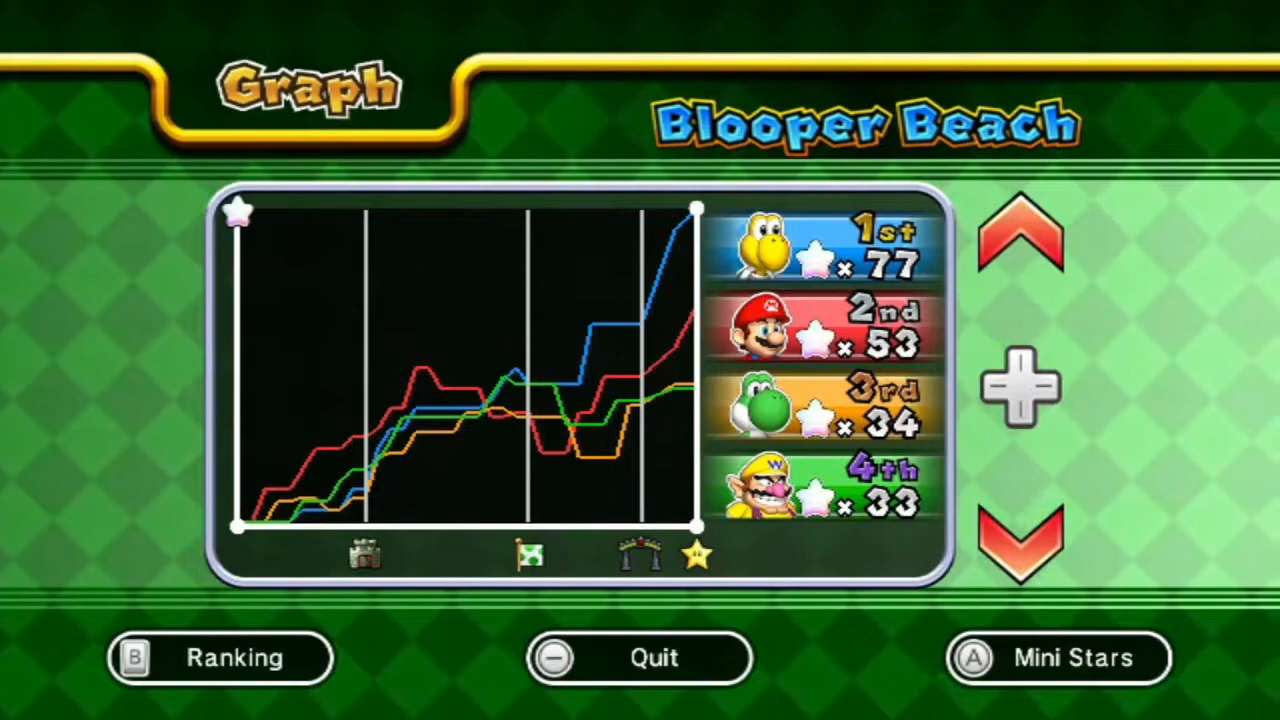 Graph
Blooper Beach
1st
× 77
2nd
× 53
3rd
× 34
4th
× 33
B Ranking
− Quit
A Mini Stars